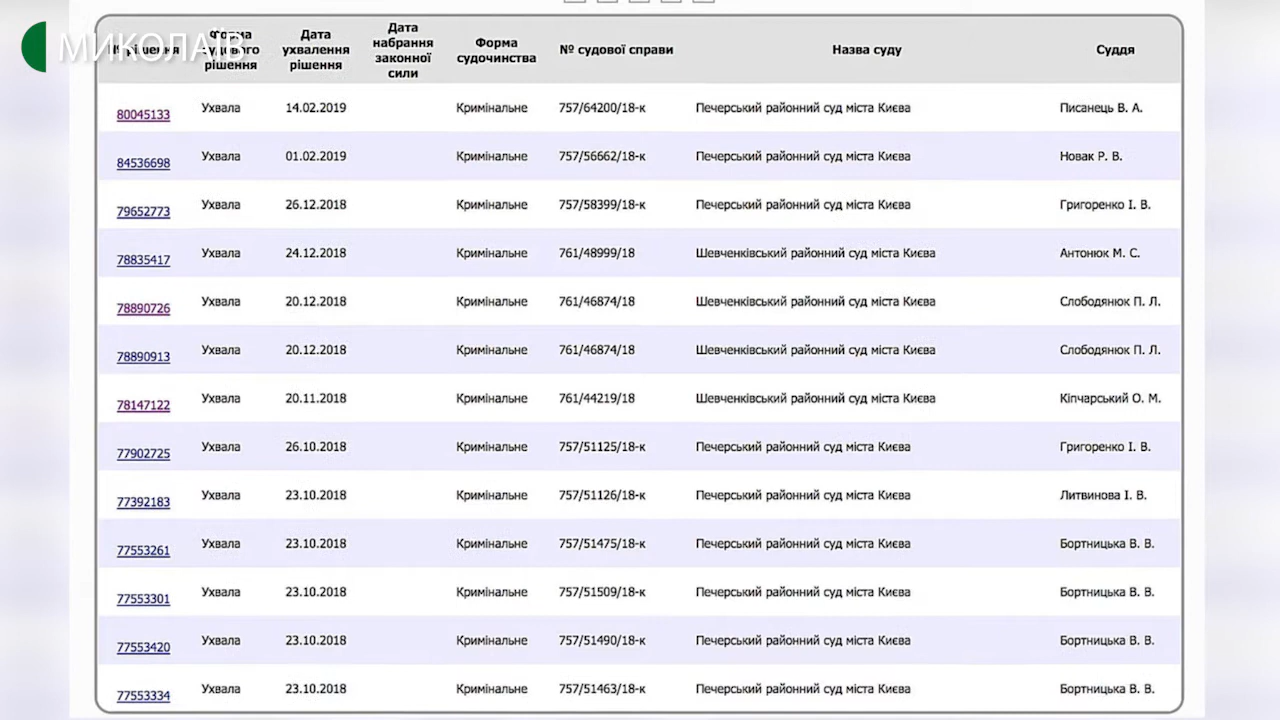 МИКОЛАЇВ
№ рішення Форма судового рішення Дата ухвалення рішення Дата набрання законної сили Форма судочинства № судової справи Назва суду Суддя
80045133 Ухвала 14.02.2019 Кримінальне 757/64200/18-к Печерський районний суд міста Києва Писанець В. А.
84536698 Ухвала 01.02.2019 Кримінальне 757/56662/18-к Печерський районний суд міста Києва Новак Р. В.
79652773 Ухвала 26.12.2018 Кримінальне 757/58399/18-к Печерський районний суд міста Києва Григоренко І. В.
78835417 Ухвала 24.12.2018 Кримінальне 761/48999/18 Шевченківський районний суд міста Києва Антонюк М. С.
78890726 Ухвала 20.12.2018 Кримінальне 761/46874/18 Шевченківський районний суд міста Києва Слободянюк П. Л.
78890913 Ухвала 20.12.2018 Кримінальне 761/46874/18 Шевченківський районний суд міста Києва Слободянюк П. Л.
78147122 Ухвала 20.11.2018 Кримінальне 761/44219/18 Шевченківський районний суд міста Києва Кіпчарський О. М.
77902725 Ухвала 26.10.2018 Кримінальне 757/51125/18-к Печерський районний суд міста Києва Григоренко І. В.
77392183 Ухвала 23.10.2018 Кримінальне 757/51126/18-к Печерський районний суд міста Києва Литвинова І. В.
77553261 Ухвала 23.10.2018 Кримінальне 757/51475/18-к Печерський районний суд міста Києва Бортницька В. В.
77553301 Ухвала 23.10.2018 Кримінальне 757/51509/18-к Печерський районний суд міста Києва Бортницька В. В.
77553420 Ухвала 23.10.2018 Кримінальне 757/51490/18-к Печерський районний суд міста Києва Бортницька В. В.
77553334 Ухвала 23.10.2018 Кримінальне 757/51463/18-к Печерський районний суд міста Києва Бортницька В. В.